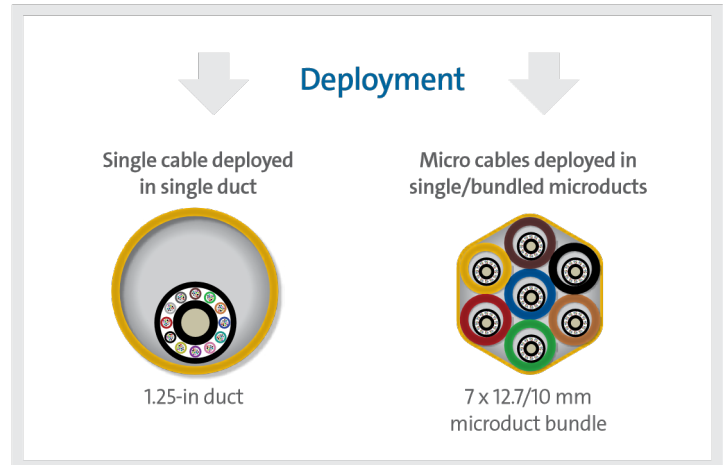 Deployment
Single cable deployed
in single duct
1.25-in duct
Micro cables deployed in
single/bundled microducts
7 x 12.7/10 mm
microduct bundle